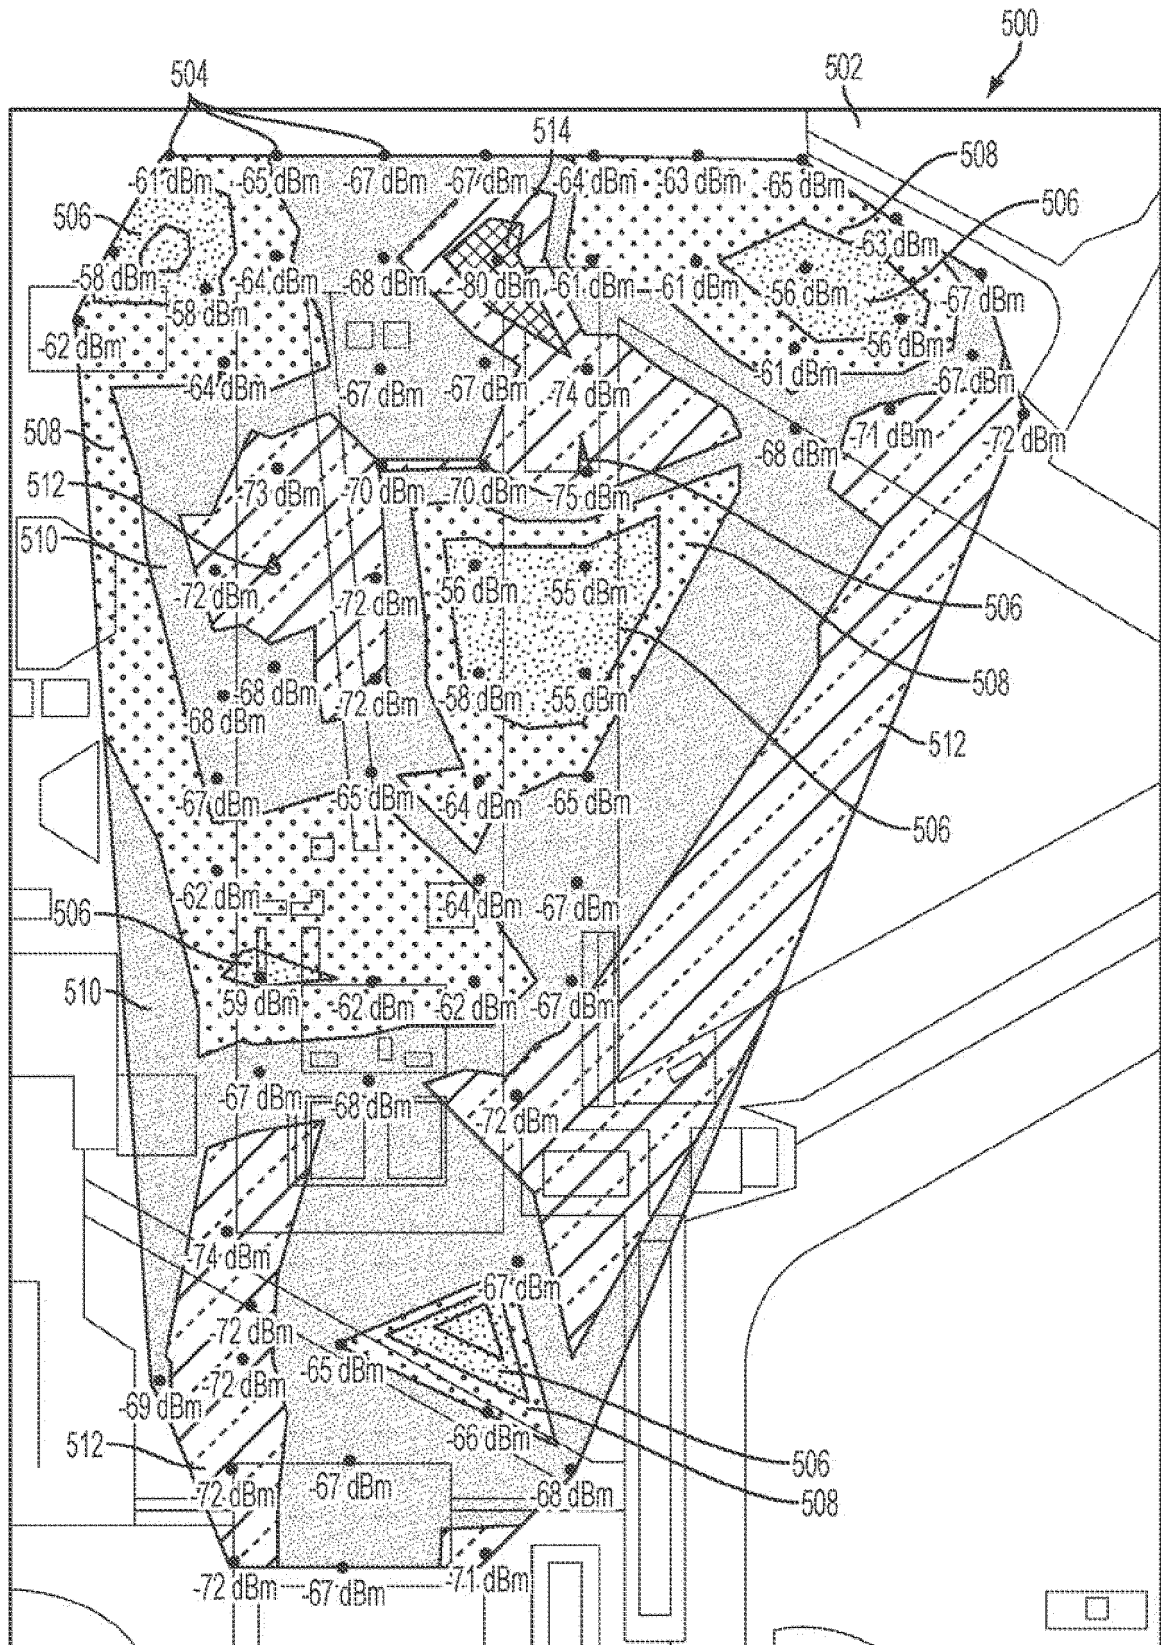 500
502
504
514
508
-61 dBm
-65 dBm
-67 dBm
-67 dBm
-64 dBm
-63 dBm
-65 dBm
506
506
-63 dBm
-58 dBm
-64 dBm
-68 dBm
-80 dBm
-61 dBm
-61 dBm
-56 dBm
-67 dBm
-58 dBm
-62 dBm
-56 dBm
-64 dBm
-67 dBm
-67 dBm
-74 dBm
-61 dBm
-67 dBm
508
-68 dBm
-71 dBm
-72 dBm
512
-73 dBm
-70 dBm
-70 dBm
-75 dBm
510
-72 dBm
-72 dBm
-56 dBm
-55 dBm
506
-68 dBm
-72 dBm
-58 dBm
-55 dBm
508
-68 dBm
512
-67 dBm
-65 dBm
-64 dBm
-65 dBm
506
-62 dBm
-64 dBm
-67 dBm
506
510
59 dBm
-62 dBm
-62 dBm
-67 dBm
-67 dBm
-68 dBm
-72 dBm
-74 dBm
67 dBm
-72 dBm
-65 dBm
-72 dBm
-69 dBm
-66 dBm
512
506
-72 dBm
-67 dBm
-68 dBm
508
-72 dBm
-67 dBm
-71 dBm